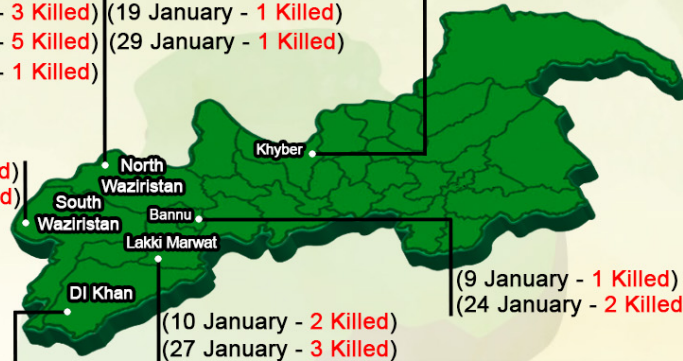 - 3 Killed) (19 January - 1 Killed)
- 5 Killed) (29 January - 1 Killed)
- 1 Killed)
Khyber
North
Waziristan
d)
d)
South
Waziristan
Bannu
Lakki Marwat
DI Khan
(9 January - 1 Killed)
(24 January - 2 Killed
(10 January - 2 Killed)
(27 January - 3 Killed)